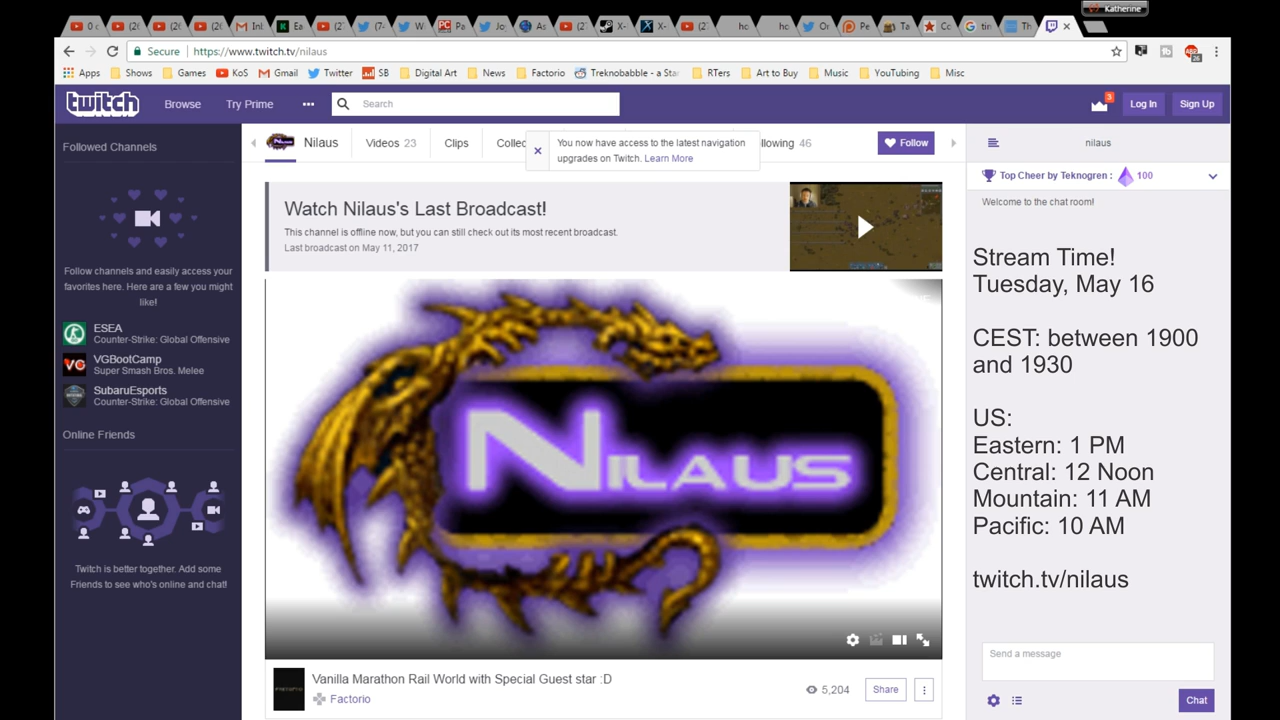 Katherine
Secure
https://www.twitch.tv/nilaus
Apps
Shows
Games
KoS
Gmail
Twitter
SB
Digital Art
News
Factorio
Treknobabble - a Star
RTers
Art to Buy
Music
YouTubing
Misc
twitch
Browse
Try Prime
Search
3
Log In
Sign Up
Followed Channels
Follow channels and easily access your
favorites here. Here are a few you might
like!
ESEA
Counter-Strike: Global Offensive
VGBootCamp
Super Smash Bros. Melee
SubaruEsports
Counter-Strike: Global Offensive
Online Friends
Twitch is better together. Add some
Friends to see who's online and chat!
Nilaus
Videos 23
Clips
Collec
You now have access to the latest navigation
upgrades on Twitch. Learn More
llowing 46
Follow
Watch Nilaus's Last Broadcast!
This channel is offline now, but you can still check out its most recent broadcast.
Last broadcast on May 11, 2017
NILAUS
Vanilla Marathon Rail World with Special Guest star :D
Factorio
5,204
Share
nilaus
Top Cheer by Teknogren : 100
Welcome to the chat room!
Stream Time!
Tuesday, May 16
CEST: between 1900
and 1930
US:
Eastern: 1 PM
Central: 12 Noon
Mountain: 11 AM
Pacific: 10 AM
twitch.tv/nilaus
Send a message
Chat